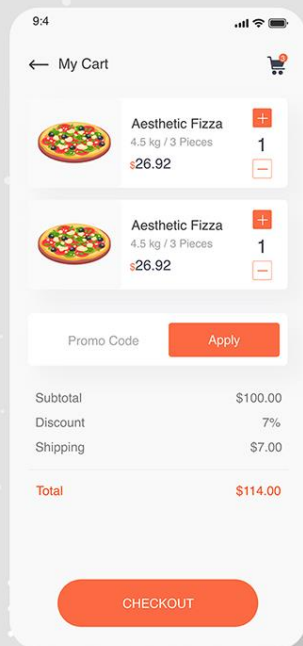 9:4
My Cart
Aesthetic Fizza
4.5 kg / 3 Pieces
$26.92
+
1
−
Aesthetic Fizza
4.5 kg / 3 Pieces
$26.92
+
1
−
Promo Code Apply
Subtotal $100.00
Discount 7%
Shipping $7.00
Total $114.00
CHECKOUT